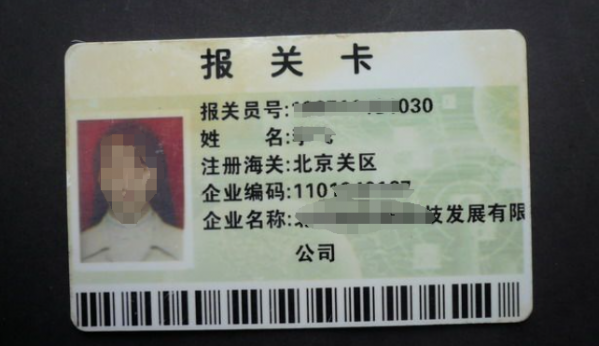 报关卡
报关员号:030
姓名:
注册海关:北京关区
企业编码:1101
企业名称:技发展有限
公司